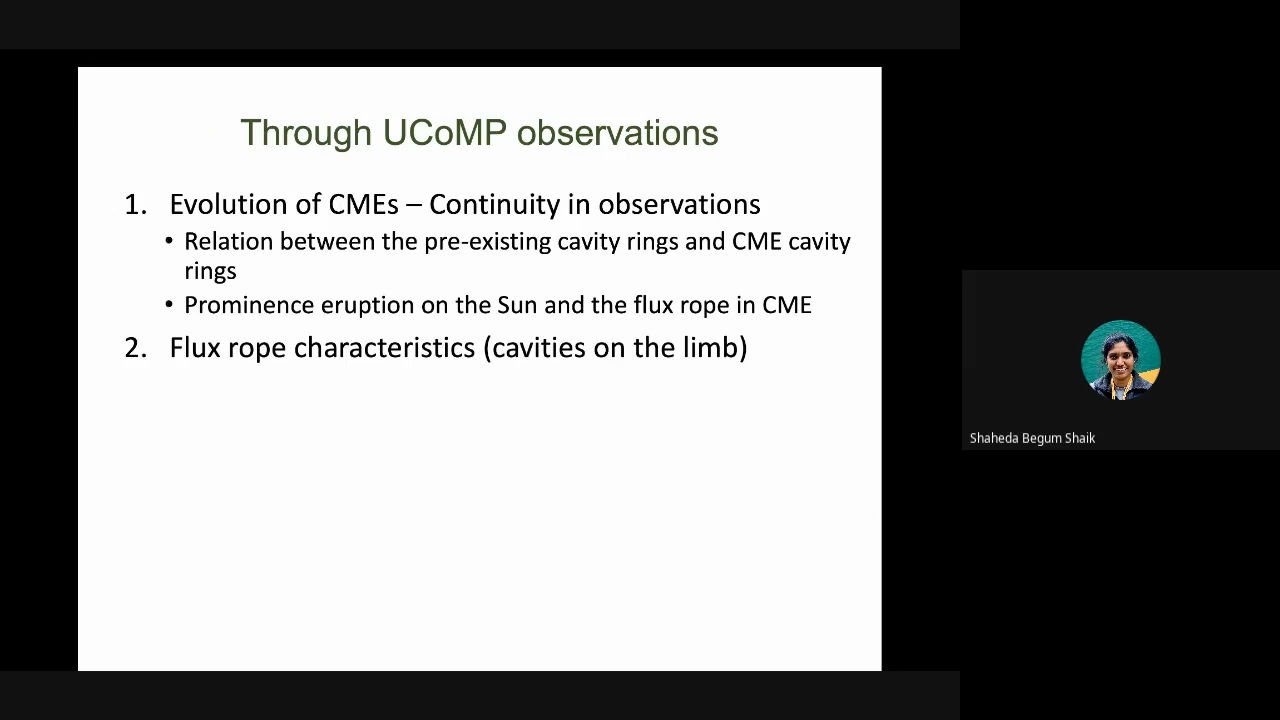 Through UCoMP observations
1. Evolution of CMEs – Continuity in observations
• Relation between the pre-existing cavity rings and CME cavity
rings
• Prominence eruption on the Sun and the flux rope in CME
2. Flux rope characteristics (cavities on the limb)
Shaheda Begum Shaik